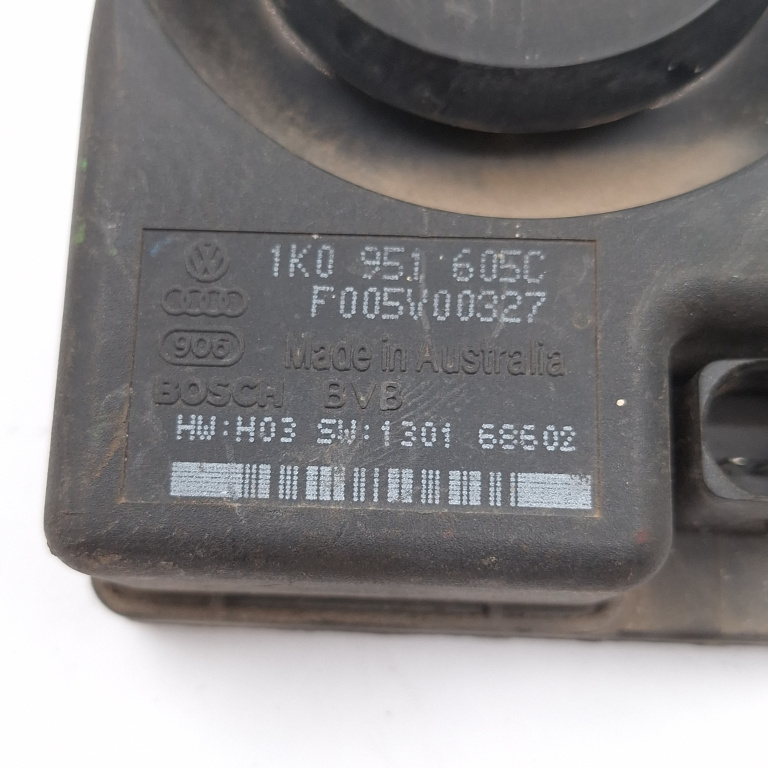 1K0 951 605C
F005V00327
906 Made in Australia
BOSCH BVB
HW:H03 SW:1301 68602